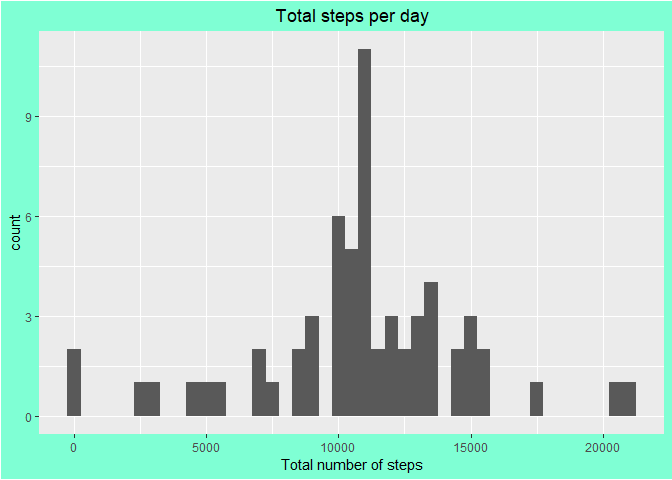 Total steps per day
count
9
6
3
0
0 5000 10000 15000 20000
Total number of steps